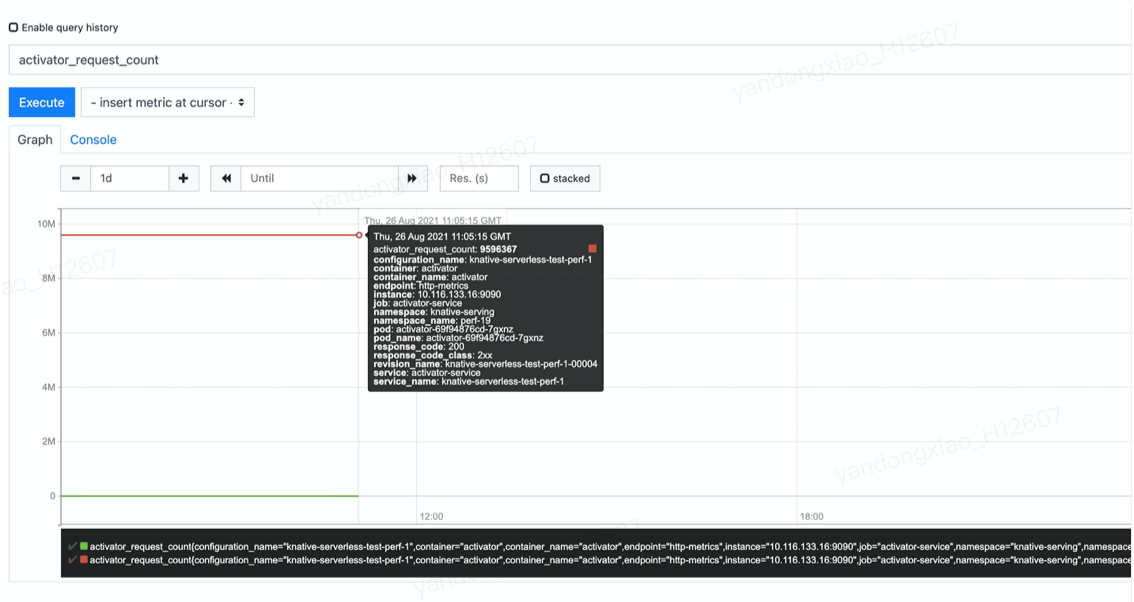 Enable query history
activator_request_count
Execute
- insert metric at cursor -
Graph
Console
1d
Until
Res. (s)
stacked
Thu, 26 Aug 2021 11:05:15 GMT
10M
8M
6M
4M
2M
0
Thu, 26 Aug 2021 11:05:15 GMT
activator_request_count: 9596367
configuration_name: knative-serverless-test-perf-1
container: activator
container_name: activator
endpoint: http-metrics
instance: 10.116.133.16:9090
job: activator-service
namespace: knative-serving
namespace_name: perf-19
pod: activator-69f94876cd-7gxnz
pod_name: activator-69f94876cd-7gxnz
response_code: 200
response_code_class: 2xx
revision_name: knative-serverless-test-perf-1-00004
service: activator-service
service_name: knative-serverless-test-perf-1
12:00
18:00
activator_request_count{configuration_name="knative-serverless-test-perf-1",container="activator",container_name="activator",endpoint="http-metrics",instance="10.116.133.16:9090",job="activator-service",namespace="knative-serving",namespace
activator_request_count{configuration_name="knative-serverless-test-perf-1",container="activator",container_name="activator",endpoint="http-metrics",instance="10.116.133.16:9090",job="activator-service",namespace="knative-serving",namespace
yandongxiao_H12607
yandongxiao_H12607
yandongxiao_H12607